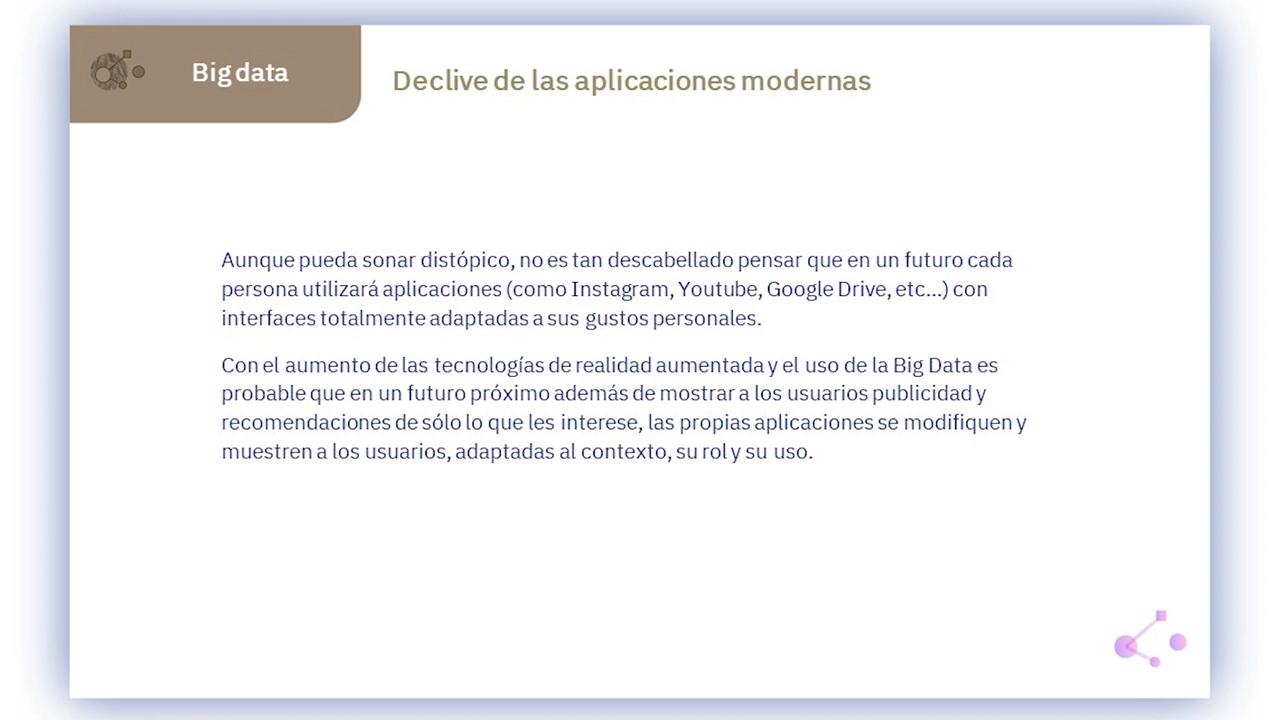 Big data
Declive de las aplicaciones modernas
Aunque pueda sonar distópico, no es tan descabellado pensar que en un futuro cada
persona utilizará aplicaciones (como Instagram, Youtube, Google Drive, etc...) con
interfaces totalmente adaptadas a sus gustos personales.
Con el aumento de las tecnologías de realidad aumentada y el uso de la Big Data es
probable que en un futuro próximo además de mostrar a los usuarios publicidad y
recomendaciones de sólo lo que les interese, las propias aplicaciones se modifiquen y
muestren a los usuarios, adaptadas al contexto, su rol y su uso.